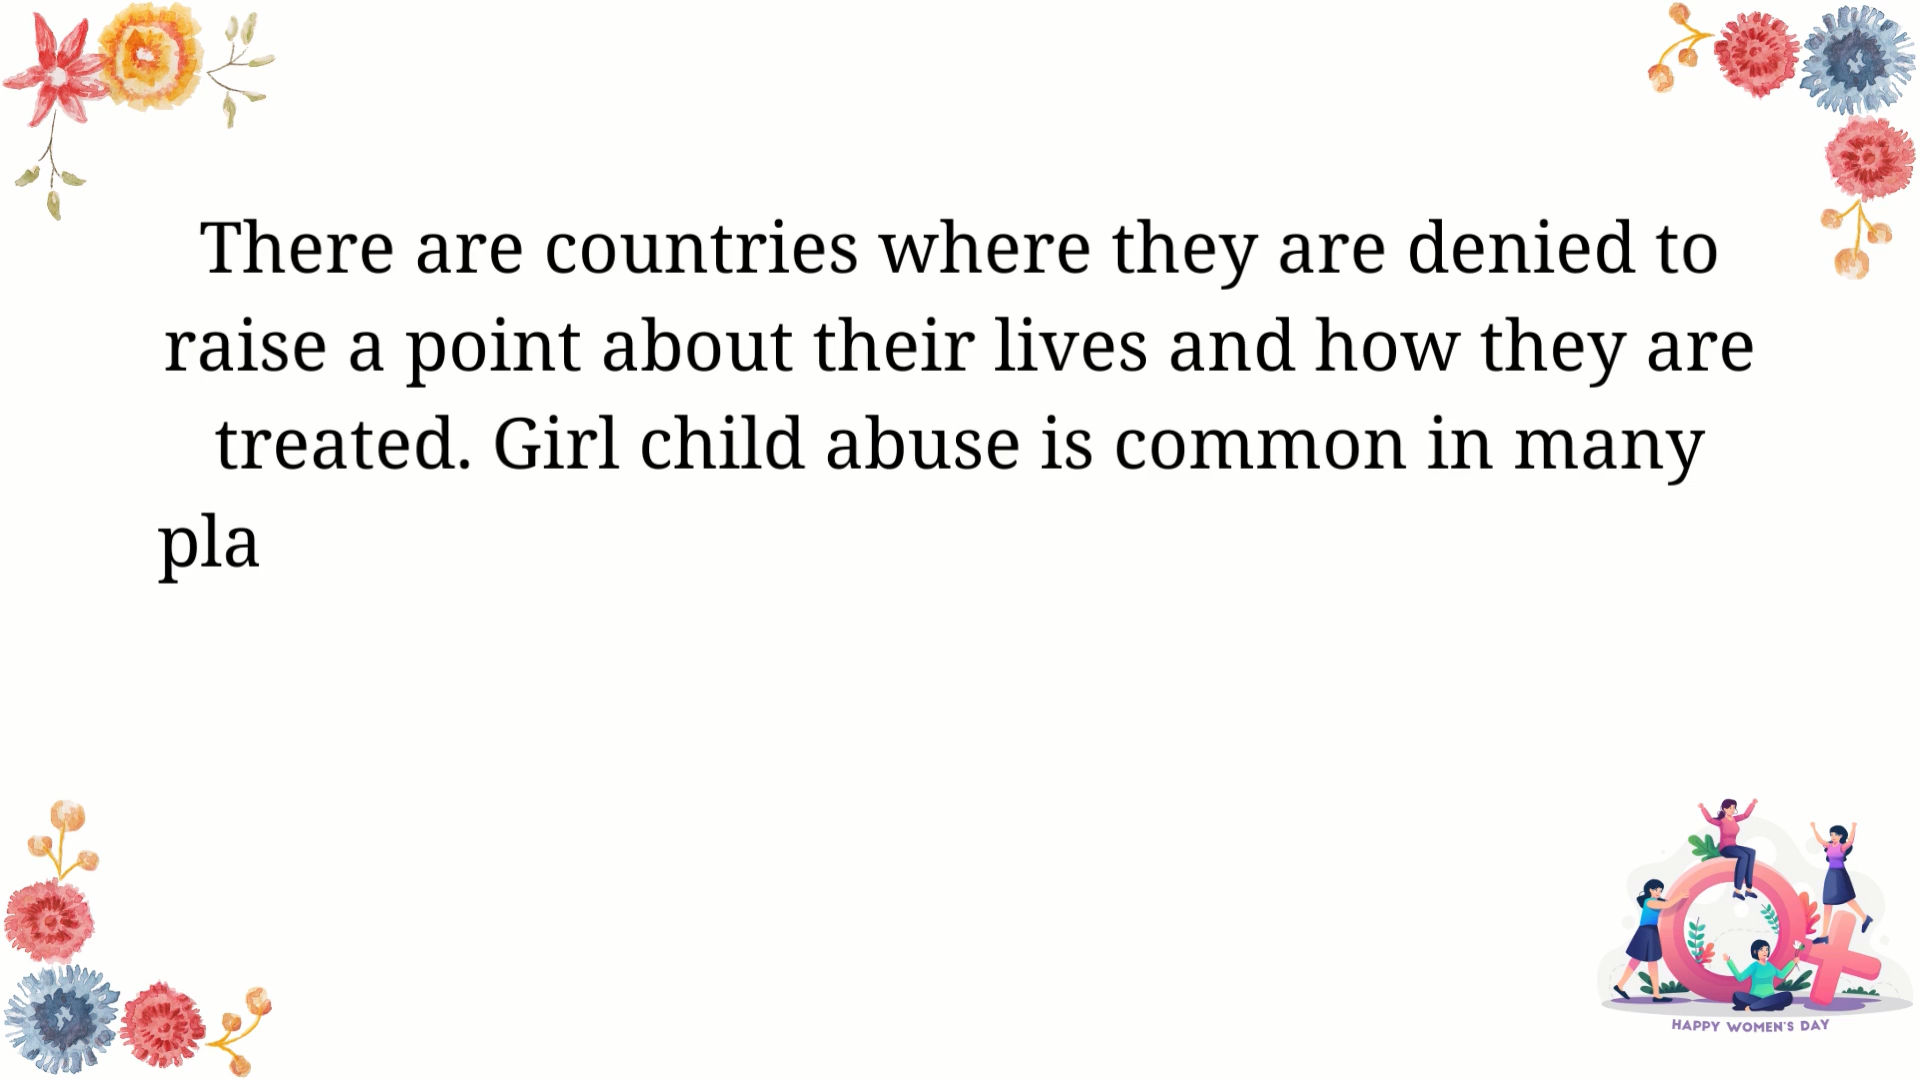 There are countries where they are denied to
raise a point about their lives and how they are
treated. Girl child abuse is common in many
pla
HAPPY WOMEN'S DAY